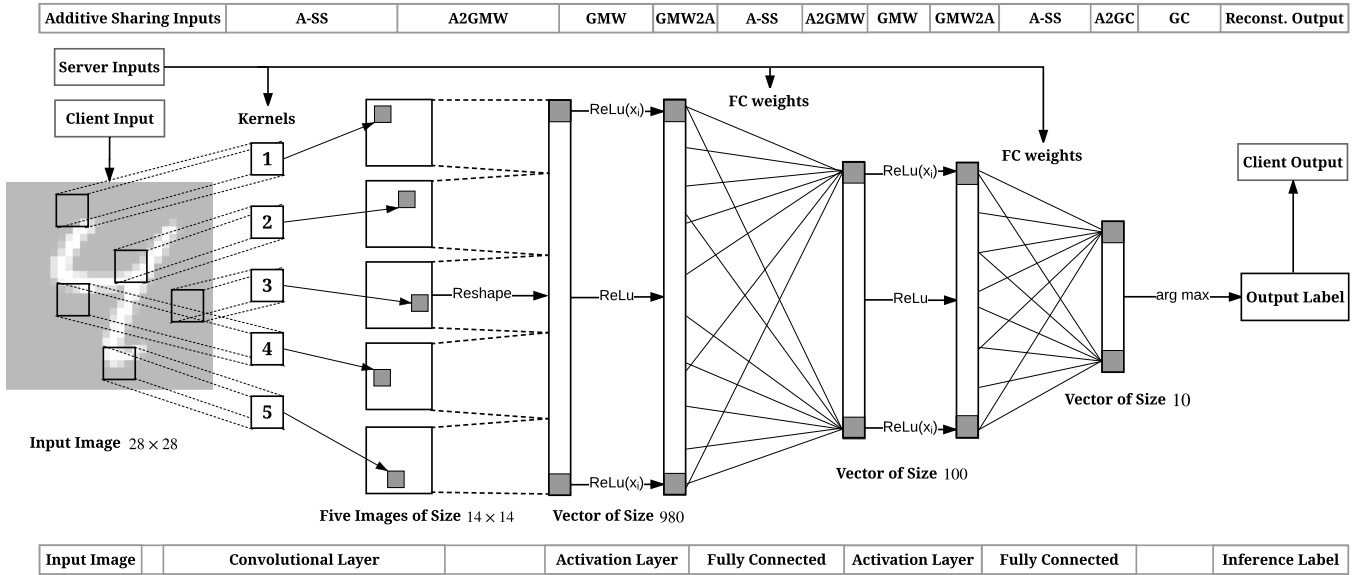 Additive Sharing Inputs A-SS A2GMW GMW GMW2A A-SS A2GMW GMW GMW2A A-SS A2GC GC Reconst. Output
Server Inputs
Client Input
Kernels
FC weights
FC weights
Client Output
1
2
3
4
5
ReLu(xᵢ)
ReLu(xᵢ)
Reshape
ReLu
ReLu
arg max
Output Label
ReLu(xᵢ)
ReLu(xᵢ)
Vector of Size 10
Input Image 28 × 28
Vector of Size 100
Five Images of Size 14 × 14
Vector of Size 980
Input Image Convolutional Layer Activation Layer Fully Connected Activation Layer Fully Connected Inference Label